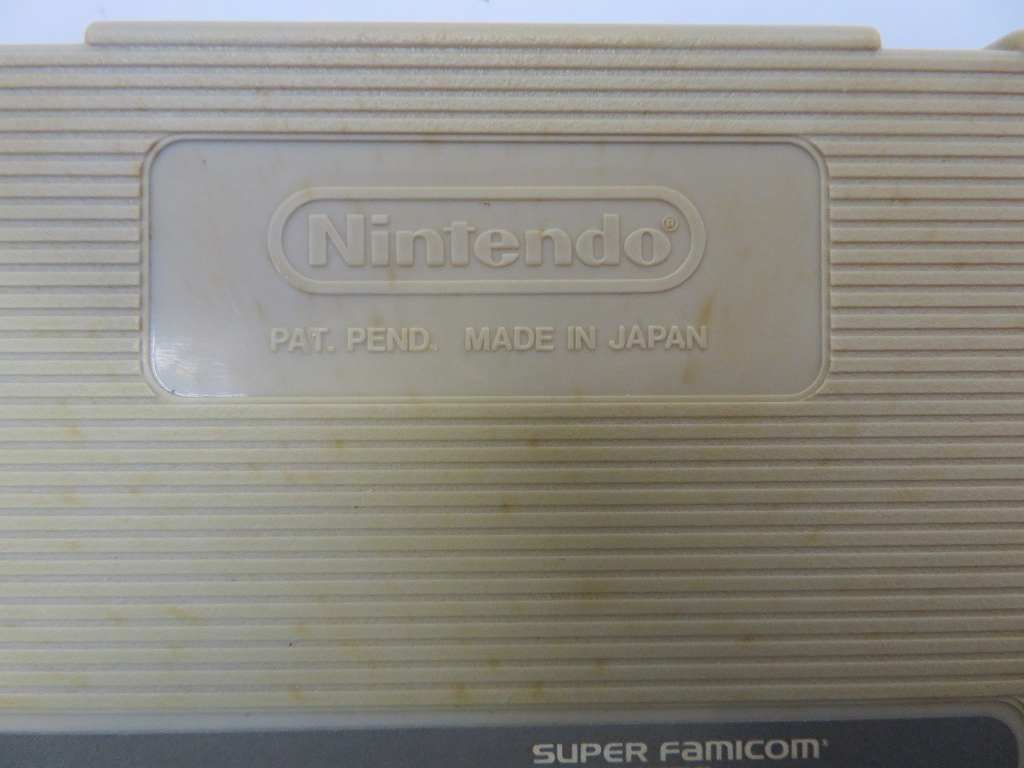 Nintendo®
PAT. PEND. MADE IN JAPAN
SUPER FAMICOM